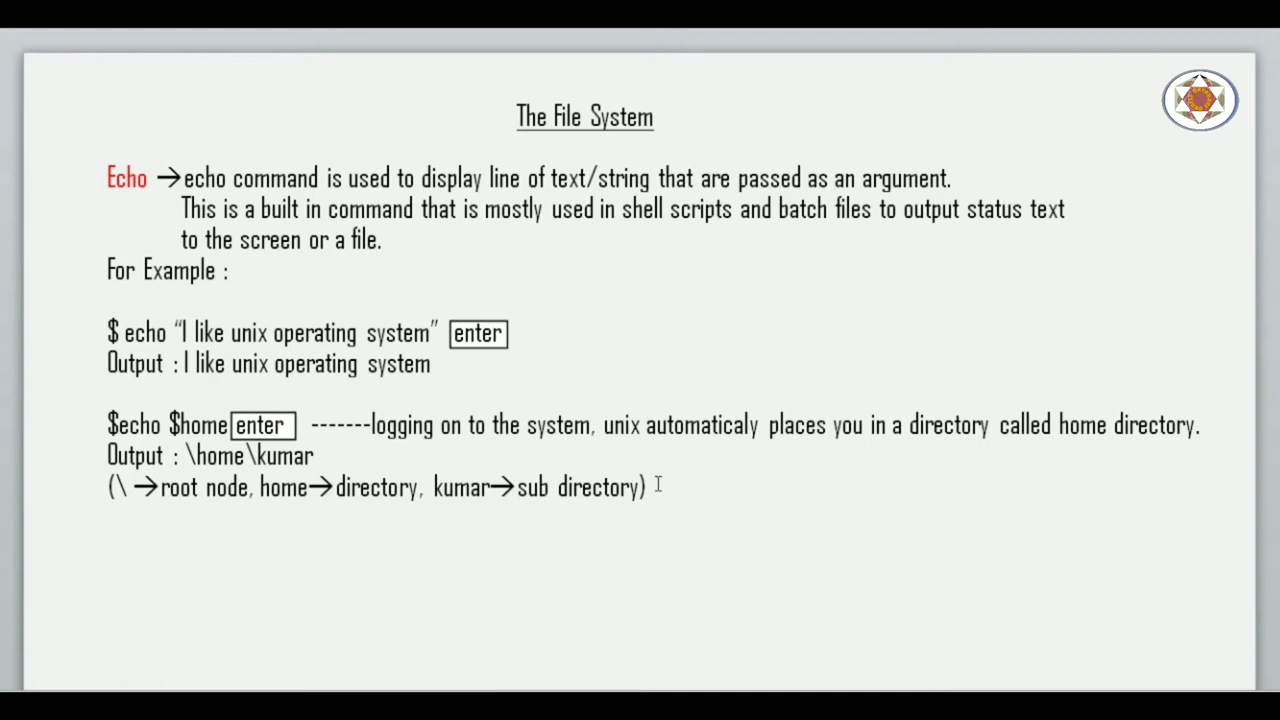 The File System
Echo →echo command is used to display line of text/string that are passed as an argument.
This is a built in command that is mostly used in shell scripts and batch files to output status text
to the screen or a file.
For Example :
$ echo “I like unix operating system” enter
Output : I like unix operating system
$echo $home enter -------logging on to the system, unix automaticaly places you in a directory called home directory.
Output : \home\kumar
(\ →root node, home→directory, kumar→sub directory)